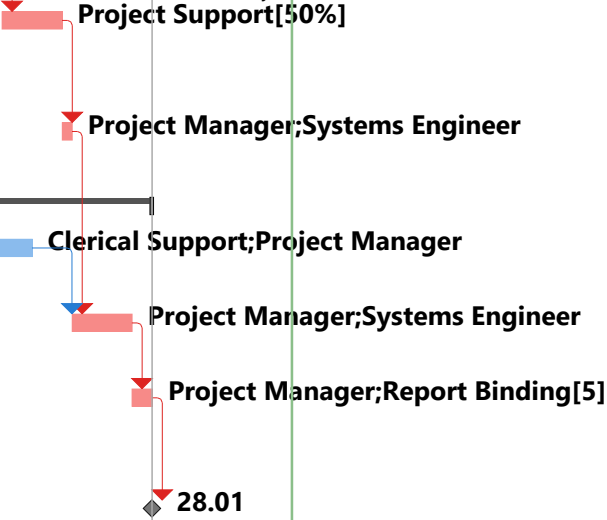 Project Support[50%]
Project Manager;Systems Engineer
Clerical Support;Project Manager
Project Manager;Systems Engineer
Project Manager;Report Binding[5]
28.01